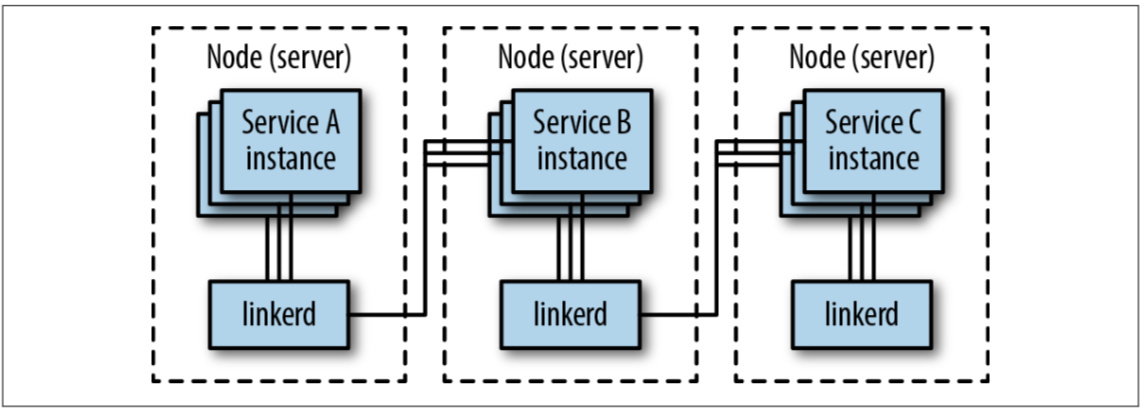 Node (server)
Service A
instance
linkerd
Node (server)
Service B
instance
linkerd
Node (server)
Service C
instance
linkerd